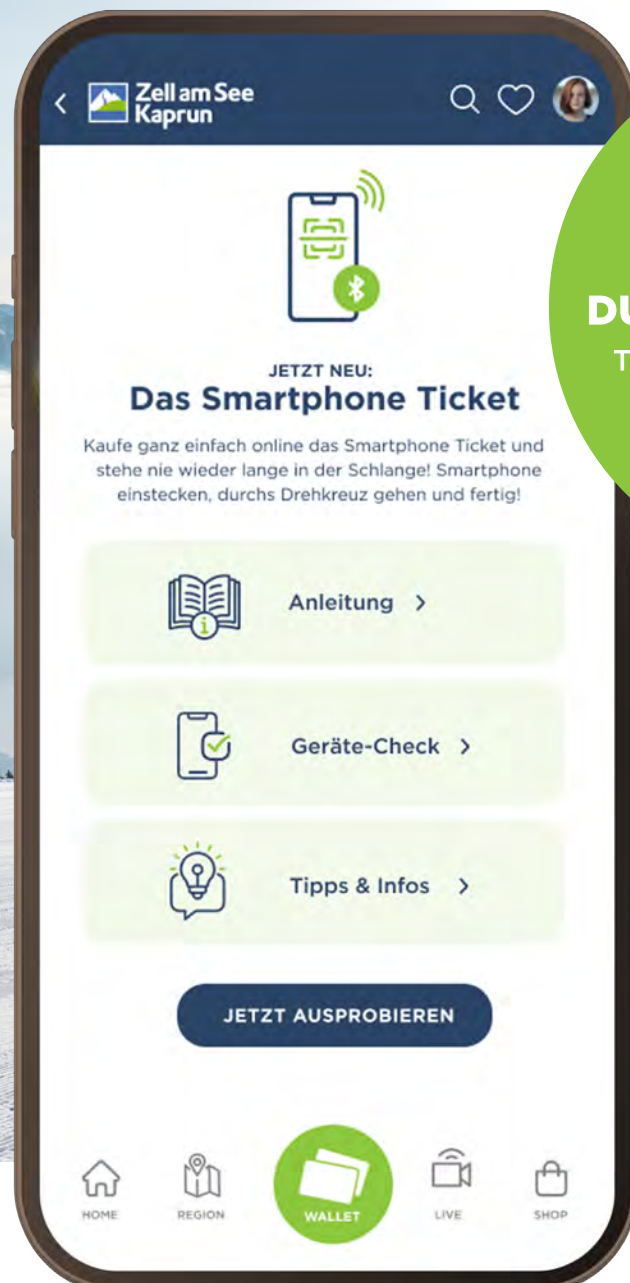 Zell am See
Kaprun
JETZT NEU:
Das Smartphone Ticket
Kaufe ganz einfach online das Smartphone Ticket und
stehe nie wieder lange in der Schlange! Smartphone
einstecken, durchs Drehkreuz gehen und fertig!
Anleitung
Geräte-Check
Tipps & Infos
JETZT AUSPROBIEREN
HOME
REGION
WALLET
LIVE
SHOP